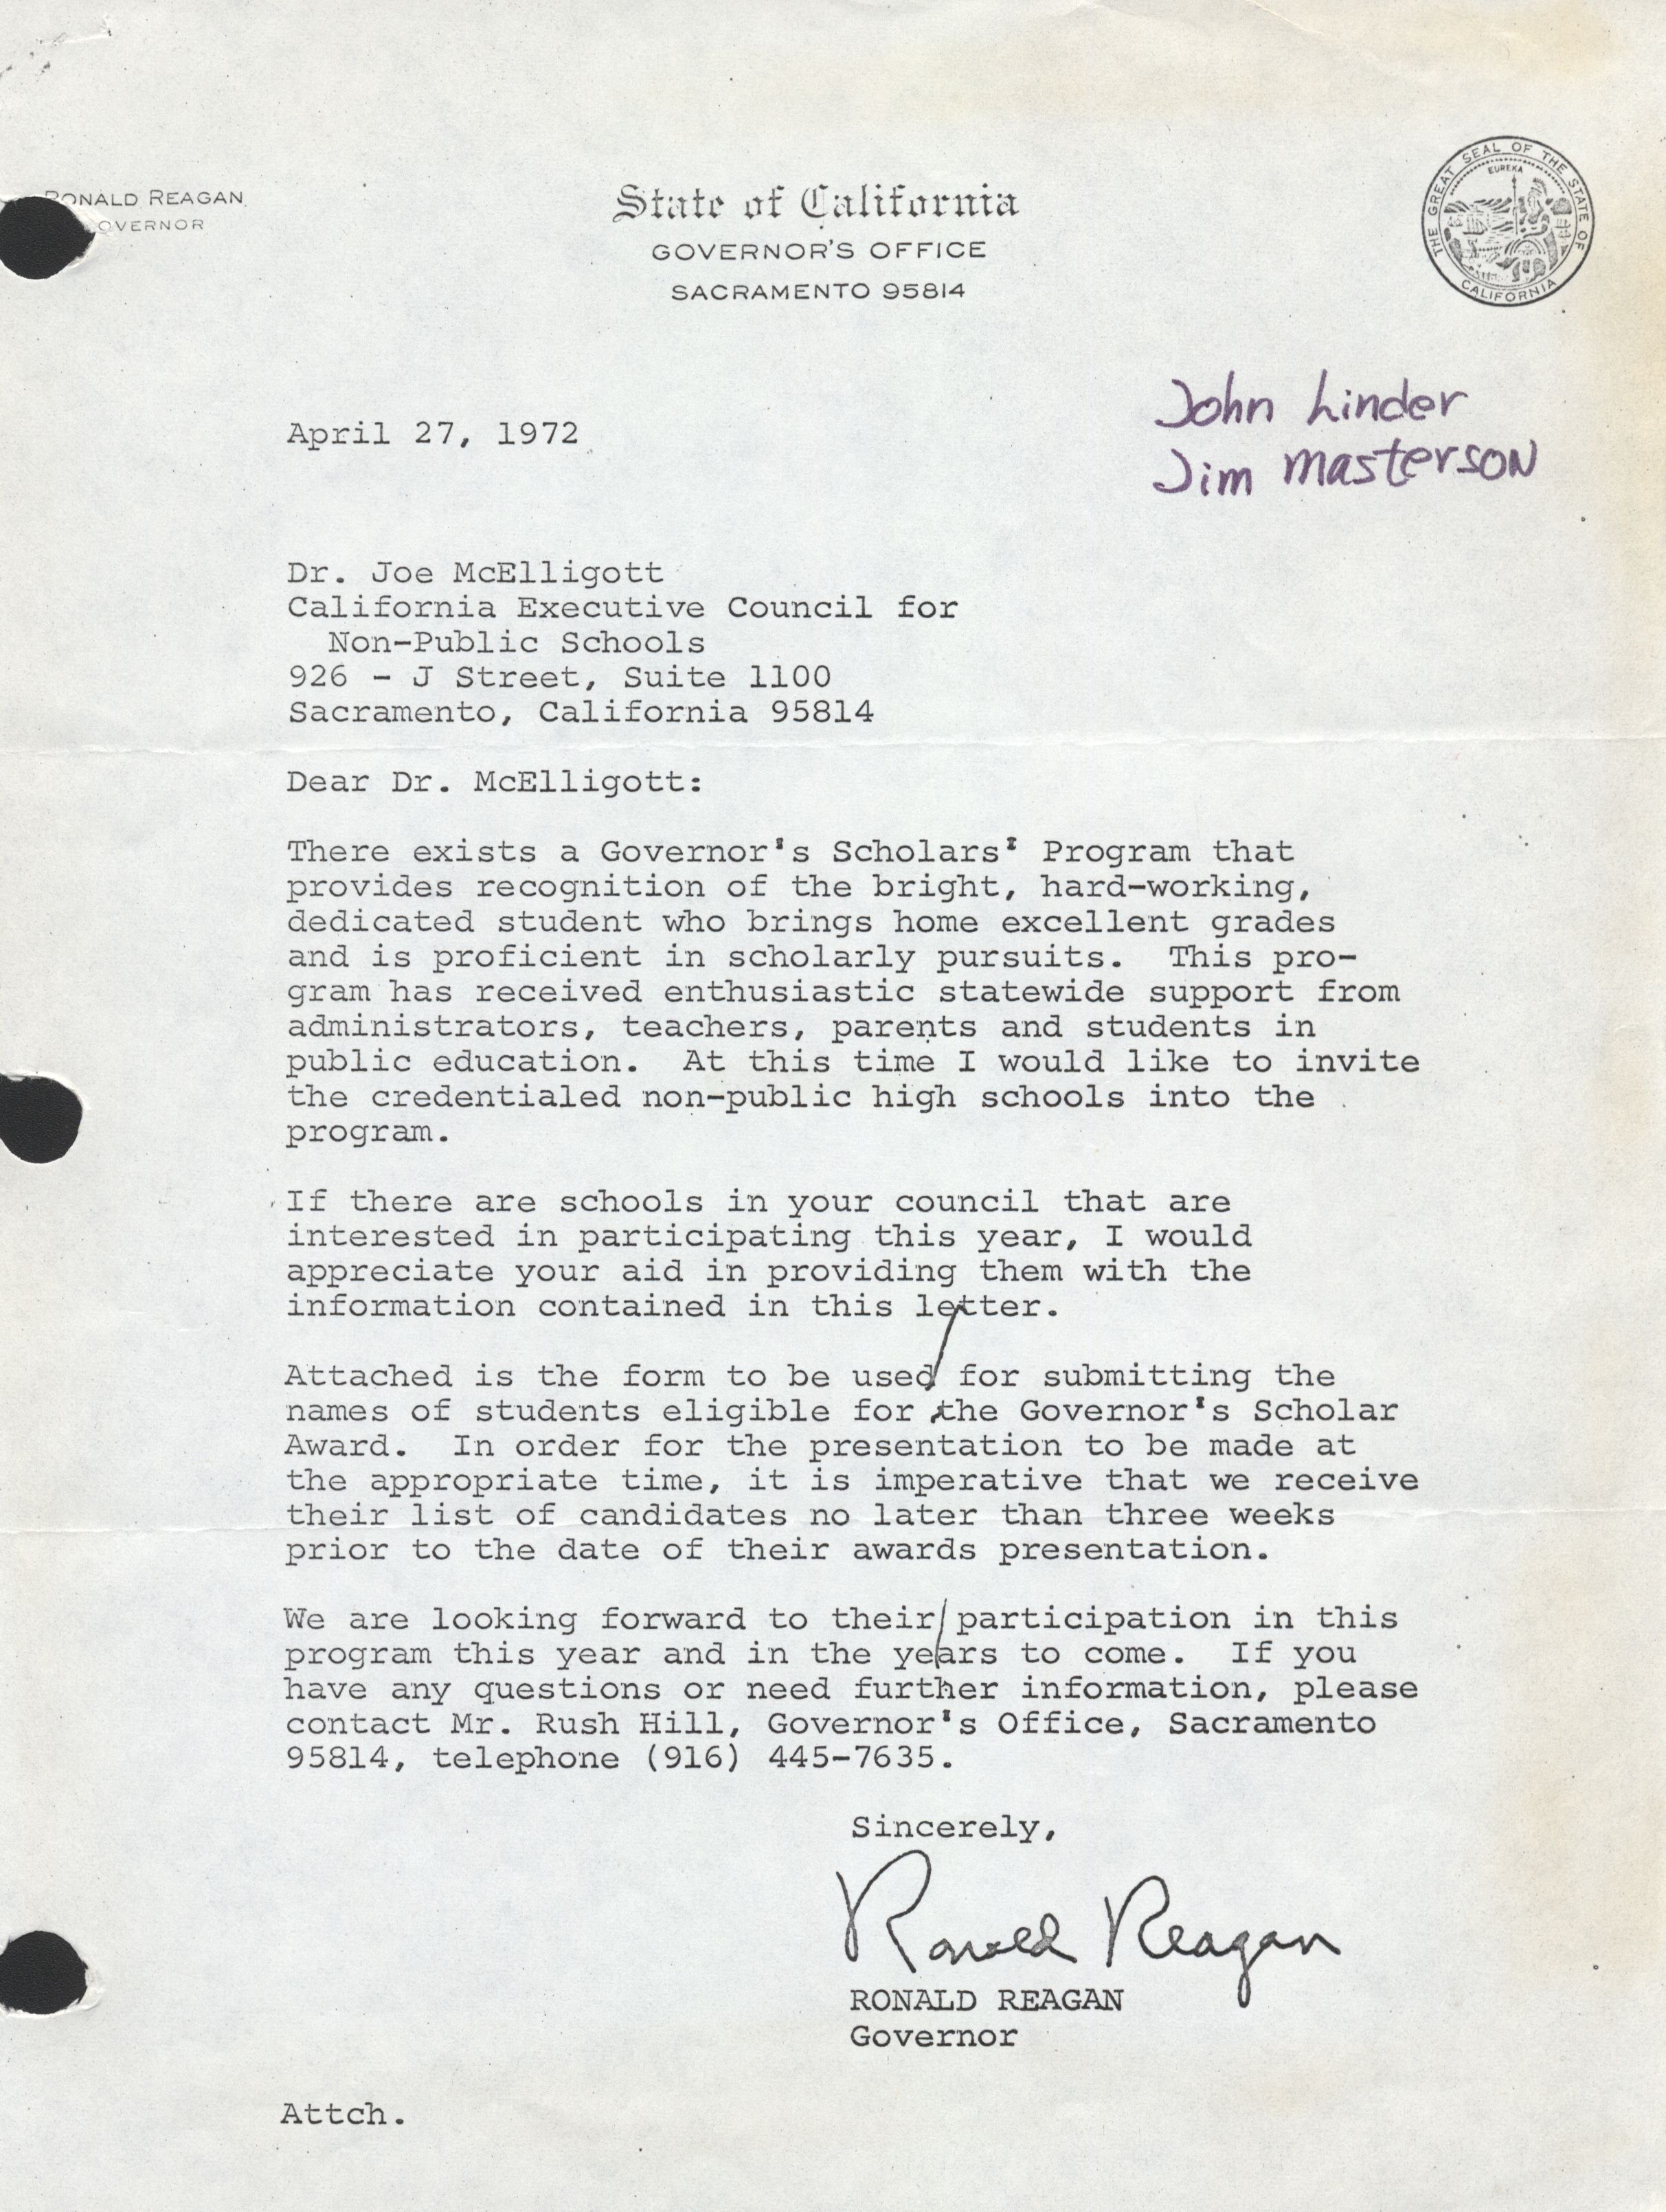 RONALD REAGAN
GOVERNOR
State of California
GOVERNOR'S OFFICE
SACRAMENTO 95814
THE GREAT SEAL OF THE STATE OF CALIFORNIA
EUREKA
John Linder
Jim Masterson
April 27, 1972
Dr. Joe McElligott
California Executive Council for
Non-Public Schools
926 - J Street, Suite 1100
Sacramento, California 95814
Dear Dr. McElligott:
There exists a Governor's Scholars' Program that
provides recognition of the bright, hard-working,
dedicated student who brings home excellent grades
and is proficient in scholarly pursuits. This pro-
gram has received enthusiastic statewide support from
administrators, teachers, parents and students in
public education. At this time I would like to invite
the credentialed non-public high schools into the
program.
If there are schools in your council that are
interested in participating this year, I would
appreciate your aid in providing them with the
information contained in this letter.
Attached is the form to be used for submitting the
names of students eligible for the Governor's Scholar
Award. In order for the presentation to be made at
the appropriate time, it is imperative that we receive
their list of candidates no later than three weeks
prior to the date of their awards presentation.
We are looking forward to their participation in this
program this year and in the years to come. If you
have any questions or need further information, please
contact Mr. Rush Hill, Governor's Office, Sacramento
95814, telephone (916) 445-7635.
Sincerely,
Ronald Reagan
RONALD REAGAN
Governor
Attch.